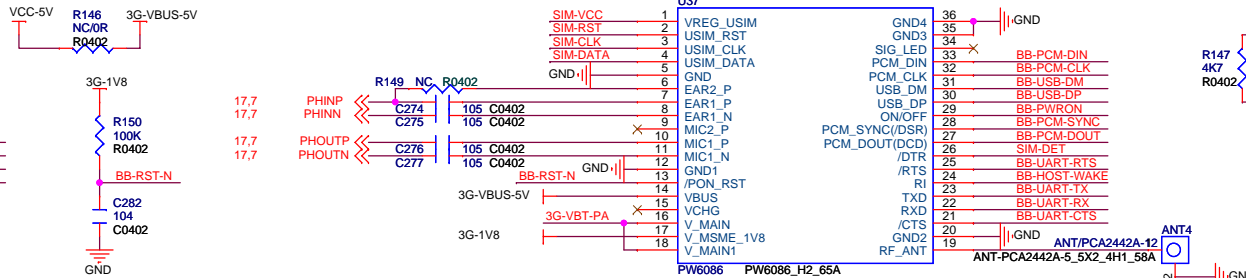 VCC-5V
R146
NC/0R
R0402
3G-VBUS-5V
3G-1V8
R150
100K
R0402
BB-RST-N
C282
104
C0402
GND
R149 NC R0402
17,7 PHINP
17,7 PHINN
C274 105 C0402
C275 105 C0402
17,7 PHOUTP
17,7 PHOUTN
C276 105 C0402
C277 105 C0402
U37
SIM-VCC 1 VREG_USIM
SIM-RST 2 USIM_RST
SIM-CLK 3 USIM_CLK
SIM-DATA 4 USIM_DATA
GND 5 GND
6 EAR2_P
7 EAR1_P
8 EAR1_N
9 MIC2_P
10 MIC1_P
11 MIC1_N
GND 12 GND1
BB-RST-N 13 /PON_RST
3G-VBUS-5V 14 VBUS
15 VCHG
3G-VBT-PA 16 V_MAIN
3G-1V8 17 V_MSME_1V8
18 V_MAIN1
GND4 36 GND
GND3 35
SIG_LED 34
PCM_DIN 33 BB-PCM-DIN
PCM_CLK 32 BB-PCM-CLK
USB_DM 31 BB-USB-DM
USB_DP 30 BB-USB-DP
ON/OFF 29 BB-PWRON
PCM_SYNC(/DSR) 28 BB-PCM-SYNC
PCM_DOUT(DCD) 27 BB-PCM-DOUT
/DTR 26 SIM-DET
/RTS 25 BB-UART-RTS
RI 24 BB-HOST-WAKE
TXD 23 BB-UART-TX
RXD 22 BB-UART-RX
/CTS 21 BB-UART-CTS
GND2 20 GND
RF_ANT 19
PW6086 PW6086_H2_65A
ANT4
ANT/PCA2442A-12
ANT-PCA2442A-5_5X2_4H1_58A
2
R147
4K7
R0402